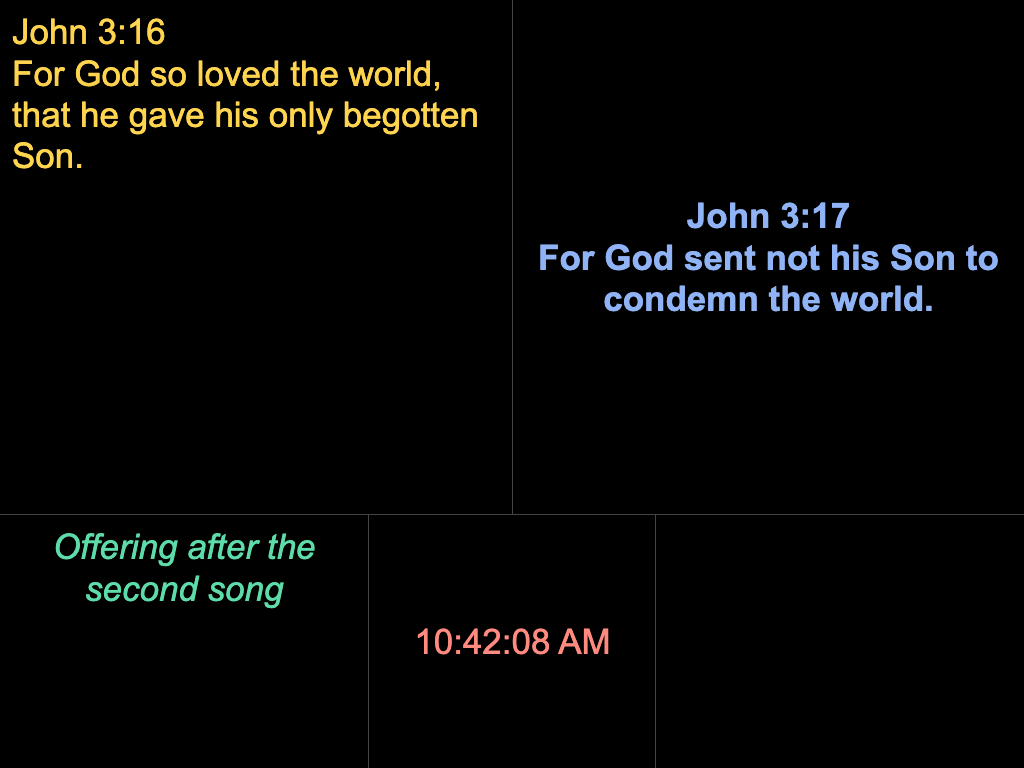 John 3:16
For God so loved the world,
that he gave his only begotten
Son.
John 3:17
For God sent not his Son to
condemn the world.
Offering after the
second song
10:42:08 AM